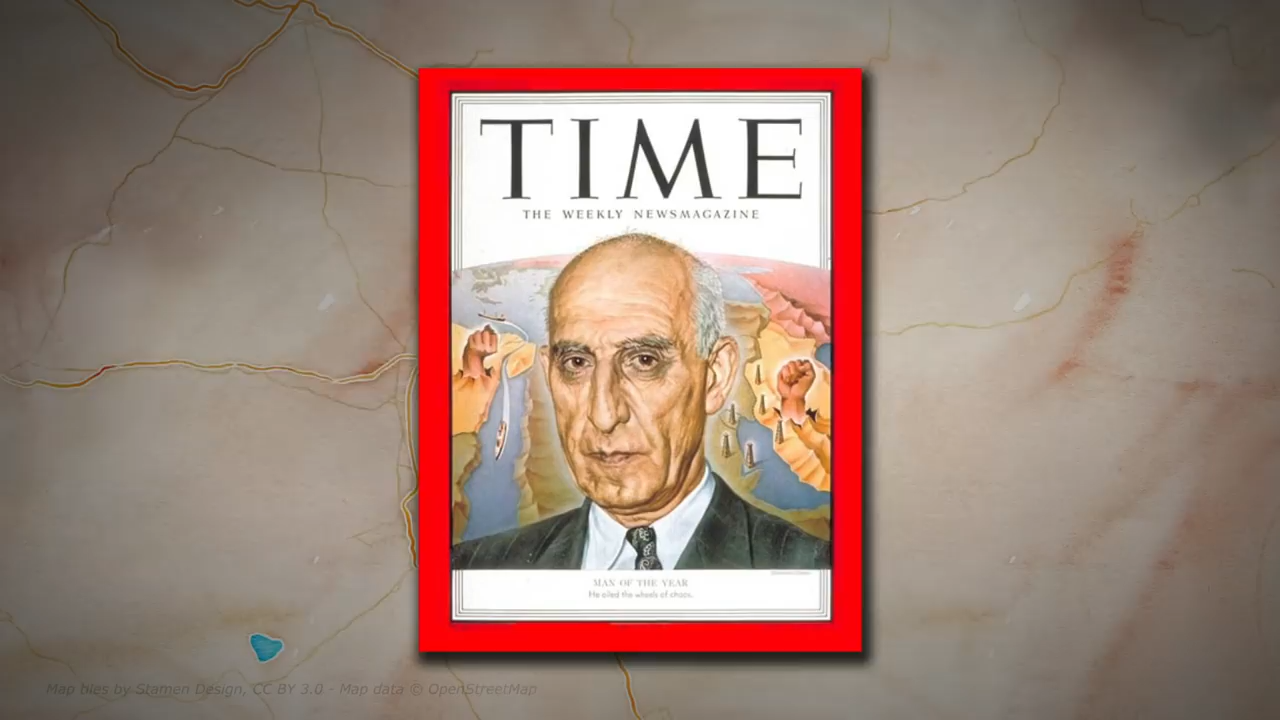 TIME
THE WEEKLY NEWSMAGAZINE
MAN OF THE YEAR
He oiled the wheels of chaos.
Map tiles by Stamen Design, CC BY 3.0 - Map data © OpenStreetMap